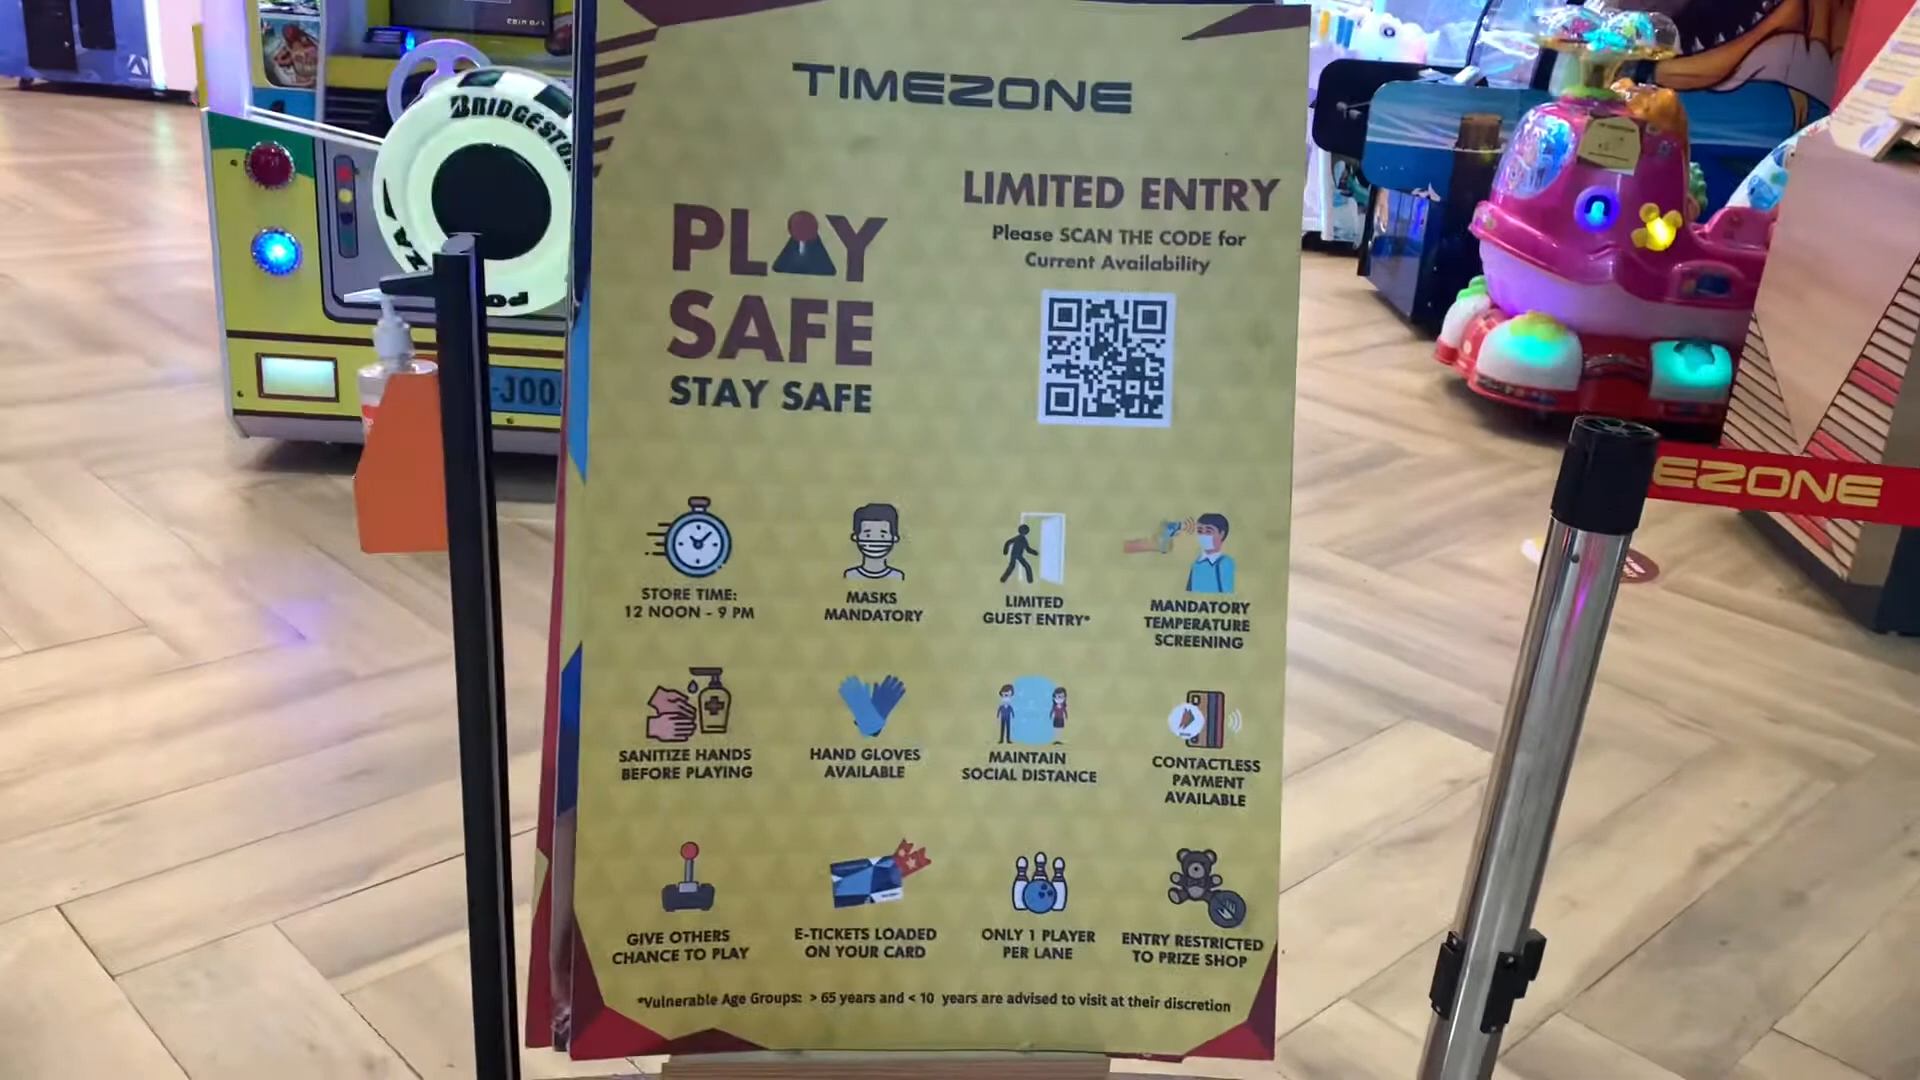 TIMEZONE
PLAY
SAFE
STAY SAFE
LIMITED ENTRY
Please SCAN THE CODE for
Current Availability
STORE TIME:
12 NOON - 9 PM
MASKS
MANDATORY
LIMITED
GUEST ENTRY*
MANDATORY
TEMPERATURE
SCREENING
SANITIZE HANDS
BEFORE PLAYING
HAND GLOVES
AVAILABLE
MAINTAIN
SOCIAL DISTANCE
CONTACTLESS
PAYMENT
AVAILABLE
GIVE OTHERS
CHANCE TO PLAY
E-TICKETS LOADED
ON YOUR CARD
ONLY 1 PLAYER
PER LANE
ENTRY RESTRICTED
TO PRIZE SHOP
*Vulnerable Age Groups: > 65 years and < 10 years are advised to visit at their discretion
BRIDGESTO
-J00
EZONE